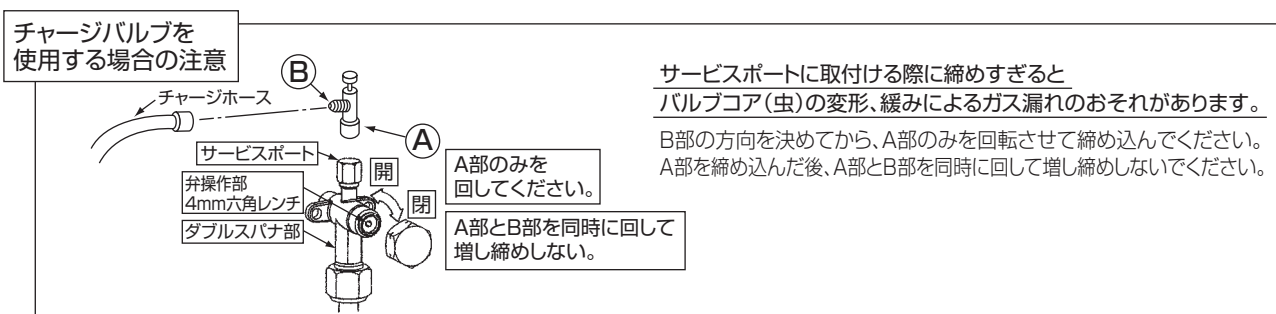 チャージバルブを
使用する場合の注意
Ⓑ
チャージホース
Ⓐ
サービスポート
開
弁操作部
4mm六角レンチ
閉
ダブルスパナ部
A部のみを
回してください。
A部とB部を同時に回して
増し締めしない。
サービスポートに取付ける際に締めすぎると
バルブコア(虫)の変形、緩みによるガス漏れのおそれがあります。
B部の方向を決めてから、A部のみを回転させて締め込んでください。
A部を締め込んだ後、A部とB部を同時に回して増し締めしないでください。